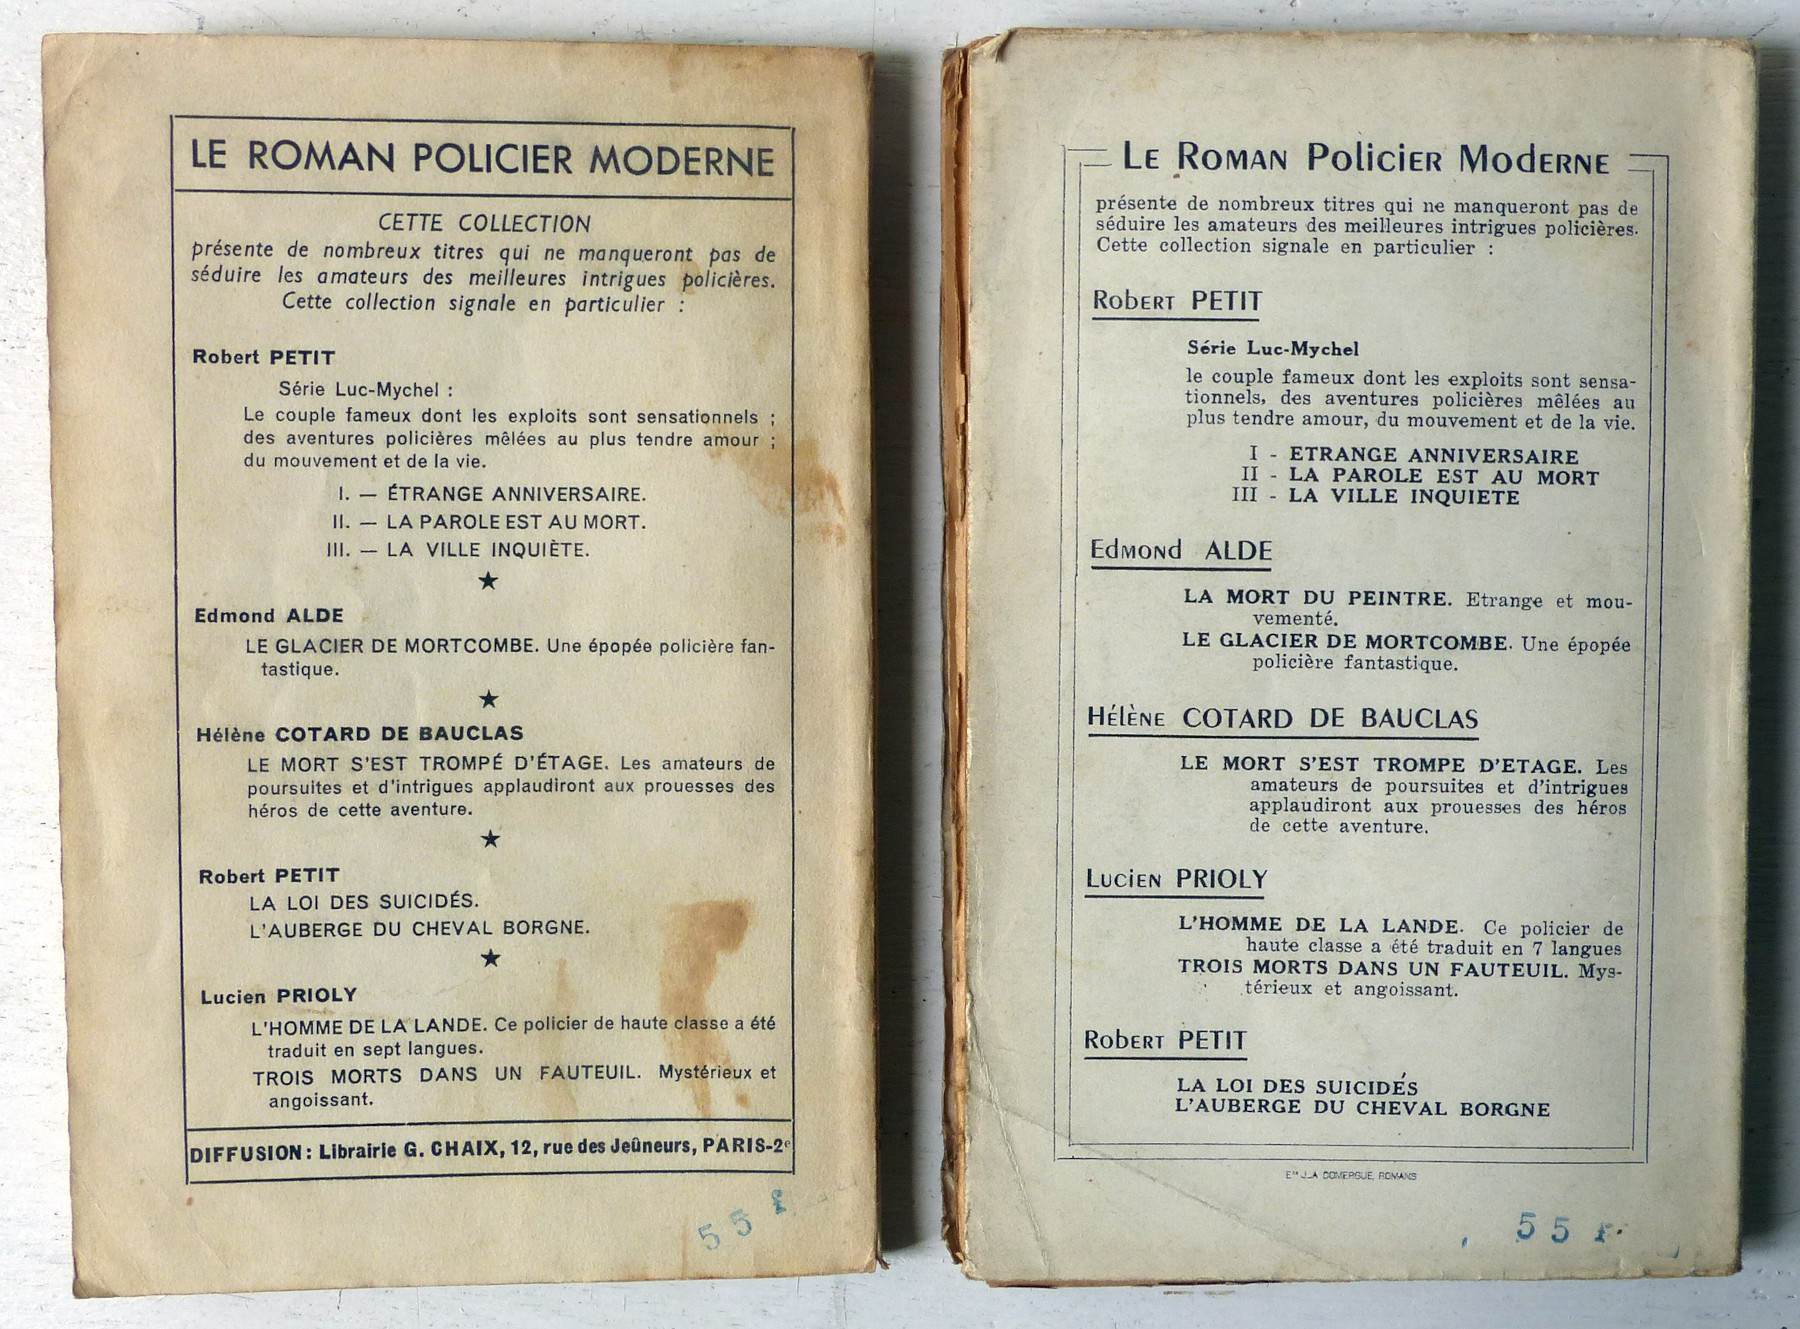 LE ROMAN POLICIER MODERNE
CETTE COLLECTION
présente de nombreux titres qui ne manqueront pas de
séduire les amateurs des meilleures intrigues policières.
Cette collection signale en particulier :
Robert PETIT
Série Luc-Mychel :
Le couple fameux dont les exploits sont sensationnels ;
des aventures policières mêlées au plus tendre amour ;
du mouvement et de la vie.
I. — ÉTRANGE ANNIVERSAIRE.
II. — LA PAROLE EST AU MORT.
III. — LA VILLE INQUIÈTE.
★
Edmond ALDE
LE GLACIER DE MORTCOMBE. Une épopée policière fan-
tastique.
★
Hélène COTARD DE BAUCLAS
LE MORT S'EST TROMPÉ D'ÉTAGE. Les amateurs de
poursuites et d'intrigues applaudiront aux prouesses des
héros de cette aventure.
★
Robert PETIT
LA LOI DES SUICIDÉS.
L'AUBERGE DU CHEVAL BORGNE.
★
Lucien PRIOLY
L'HOMME DE LA LANDE. Ce policier de haute classe a été
traduit en sept langues.
TROIS MORTS DANS UN FAUTEUIL. Mystérieux et
angoissant.
DIFFUSION : Librairie G. CHAIX, 12, rue des Jeûneurs, PARIS-2e
55
LE ROMAN POLICIER MODERNE
présente de nombreux titres qui ne manqueront pas de
séduire les amateurs des meilleures intrigues policières.
Cette collection signale en particulier :
Robert PETIT
Série Luc-Mychel
le couple fameux dont les exploits sont sensa-
tionnels, des aventures policières mêlées au
plus tendre amour, du mouvement et de la vie.
I - ETRANGE ANNIVERSAIRE
II - LA PAROLE EST AU MORT
III - LA VILLE INQUIETE
Edmond ALDE
LA MORT DU PEINTRE. Etrange et mou-
vementé.
LE GLACIER DE MORTCOMBE. Une épopée
policière fantastique.
Hélène COTARD DE BAUCLAS
LE MORT S'EST TROMPE D'ETAGE. Les
amateurs de poursuites et d'intrigues
applaudiront aux prouesses des héros
de cette aventure.
Lucien PRIOLY
L'HOMME DE LA LANDE. Ce policier de
haute classe a été traduit en 7 langues
TROIS MORTS DANS UN FAUTEUIL. Mys-
térieux et angoissant.
Robert PETIT
LA LOI DES SUICIDÉS
L'AUBERGE DU CHEVAL BORGNE
Ets J.-A DOMERGUE, ROMANS
55